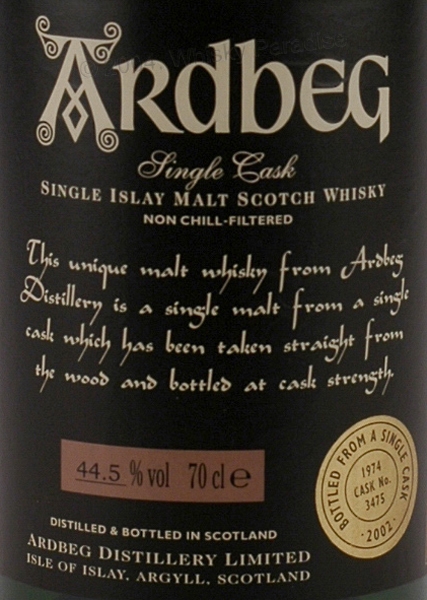 © 2014, Whisky Paradise
ARDBEG
Single Cask
SINGLE ISLAY MALT SCOTCH WHISKY
NON CHILL-FILTERED
This unique malt whisky from Ardbeg
Distillery is a single malt from a single
cask which has been taken straight from
the wood and bottled at cask strength.
44.5 % vol 70 cl e
BOTTLED FROM A SINGLE CASK
1974
CASK No.
3475
·2002·
DISTILLED & BOTTLED IN SCOTLAND
ARDBEG DISTILLERY LIMITED
ISLE OF ISLAY, ARGYLL, SCOTLAND